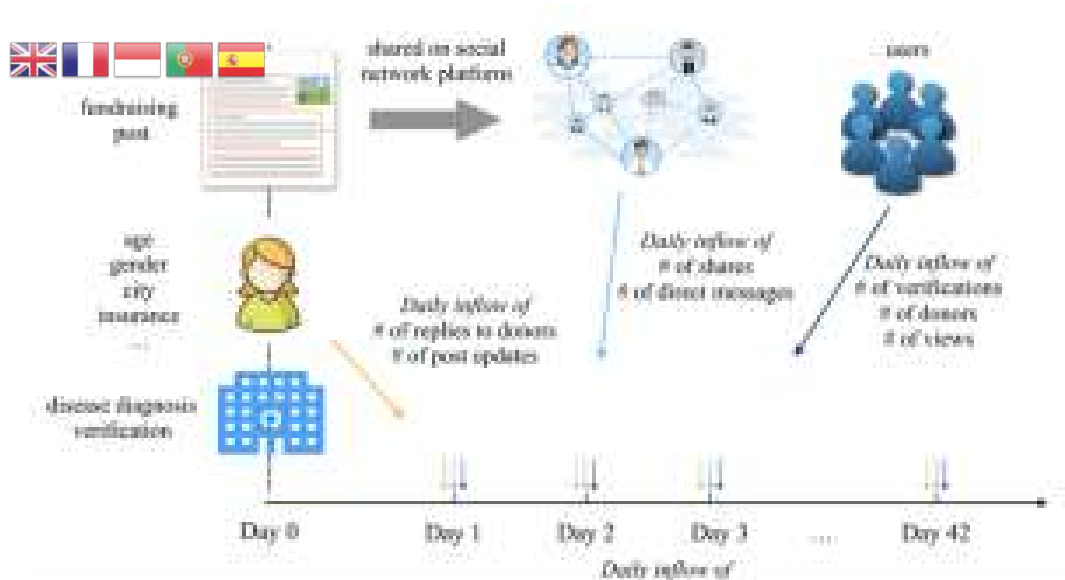 fundraising
post
shared on social
network platform
users
age
gender
city
insurance
...
disease diagnosis
verification
Daily inflow of
# of replies to donors
# of post updates
Daily inflow of
# of shares
# of direct messages
Daily inflow of
# of verifications
# of donors
# of views
Day 0
Day 1
Day 2
Day 3
...
Day 42
Daily inflow of